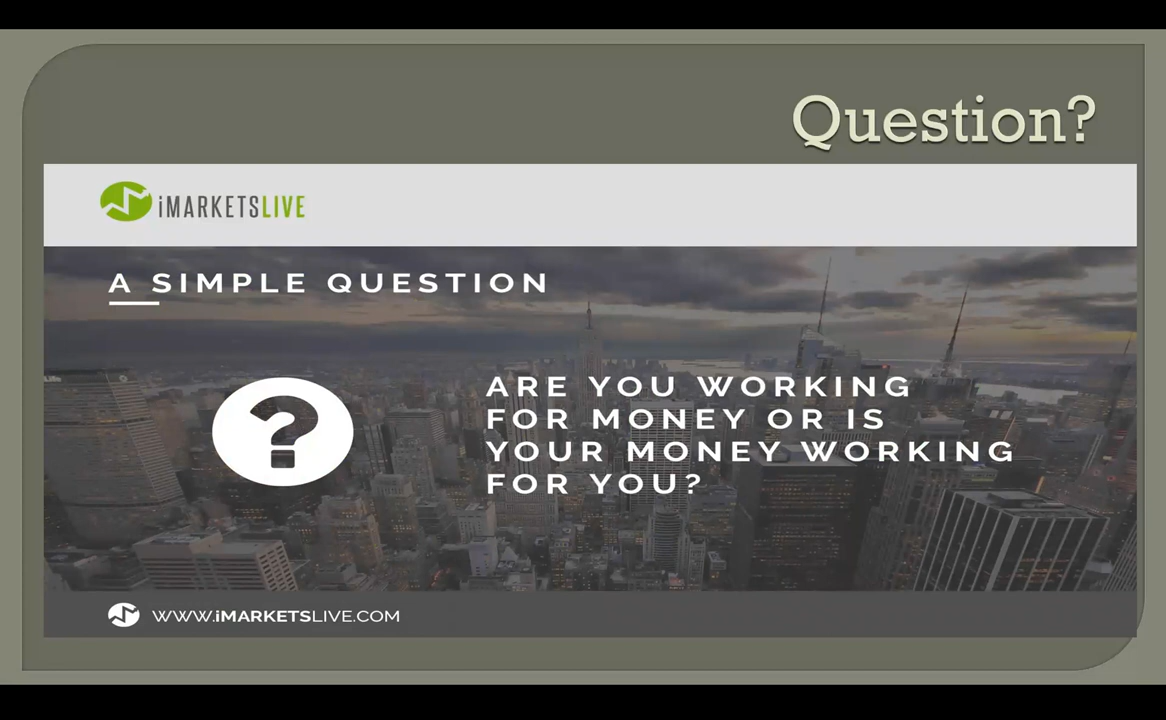 Question?
iMARKETSLIVE
A SIMPLE QUESTION
ARE YOU WORKING
FOR MONEY OR IS
YOUR MONEY WORKING
FOR YOU?
WWW.iMARKETSLIVE.COM